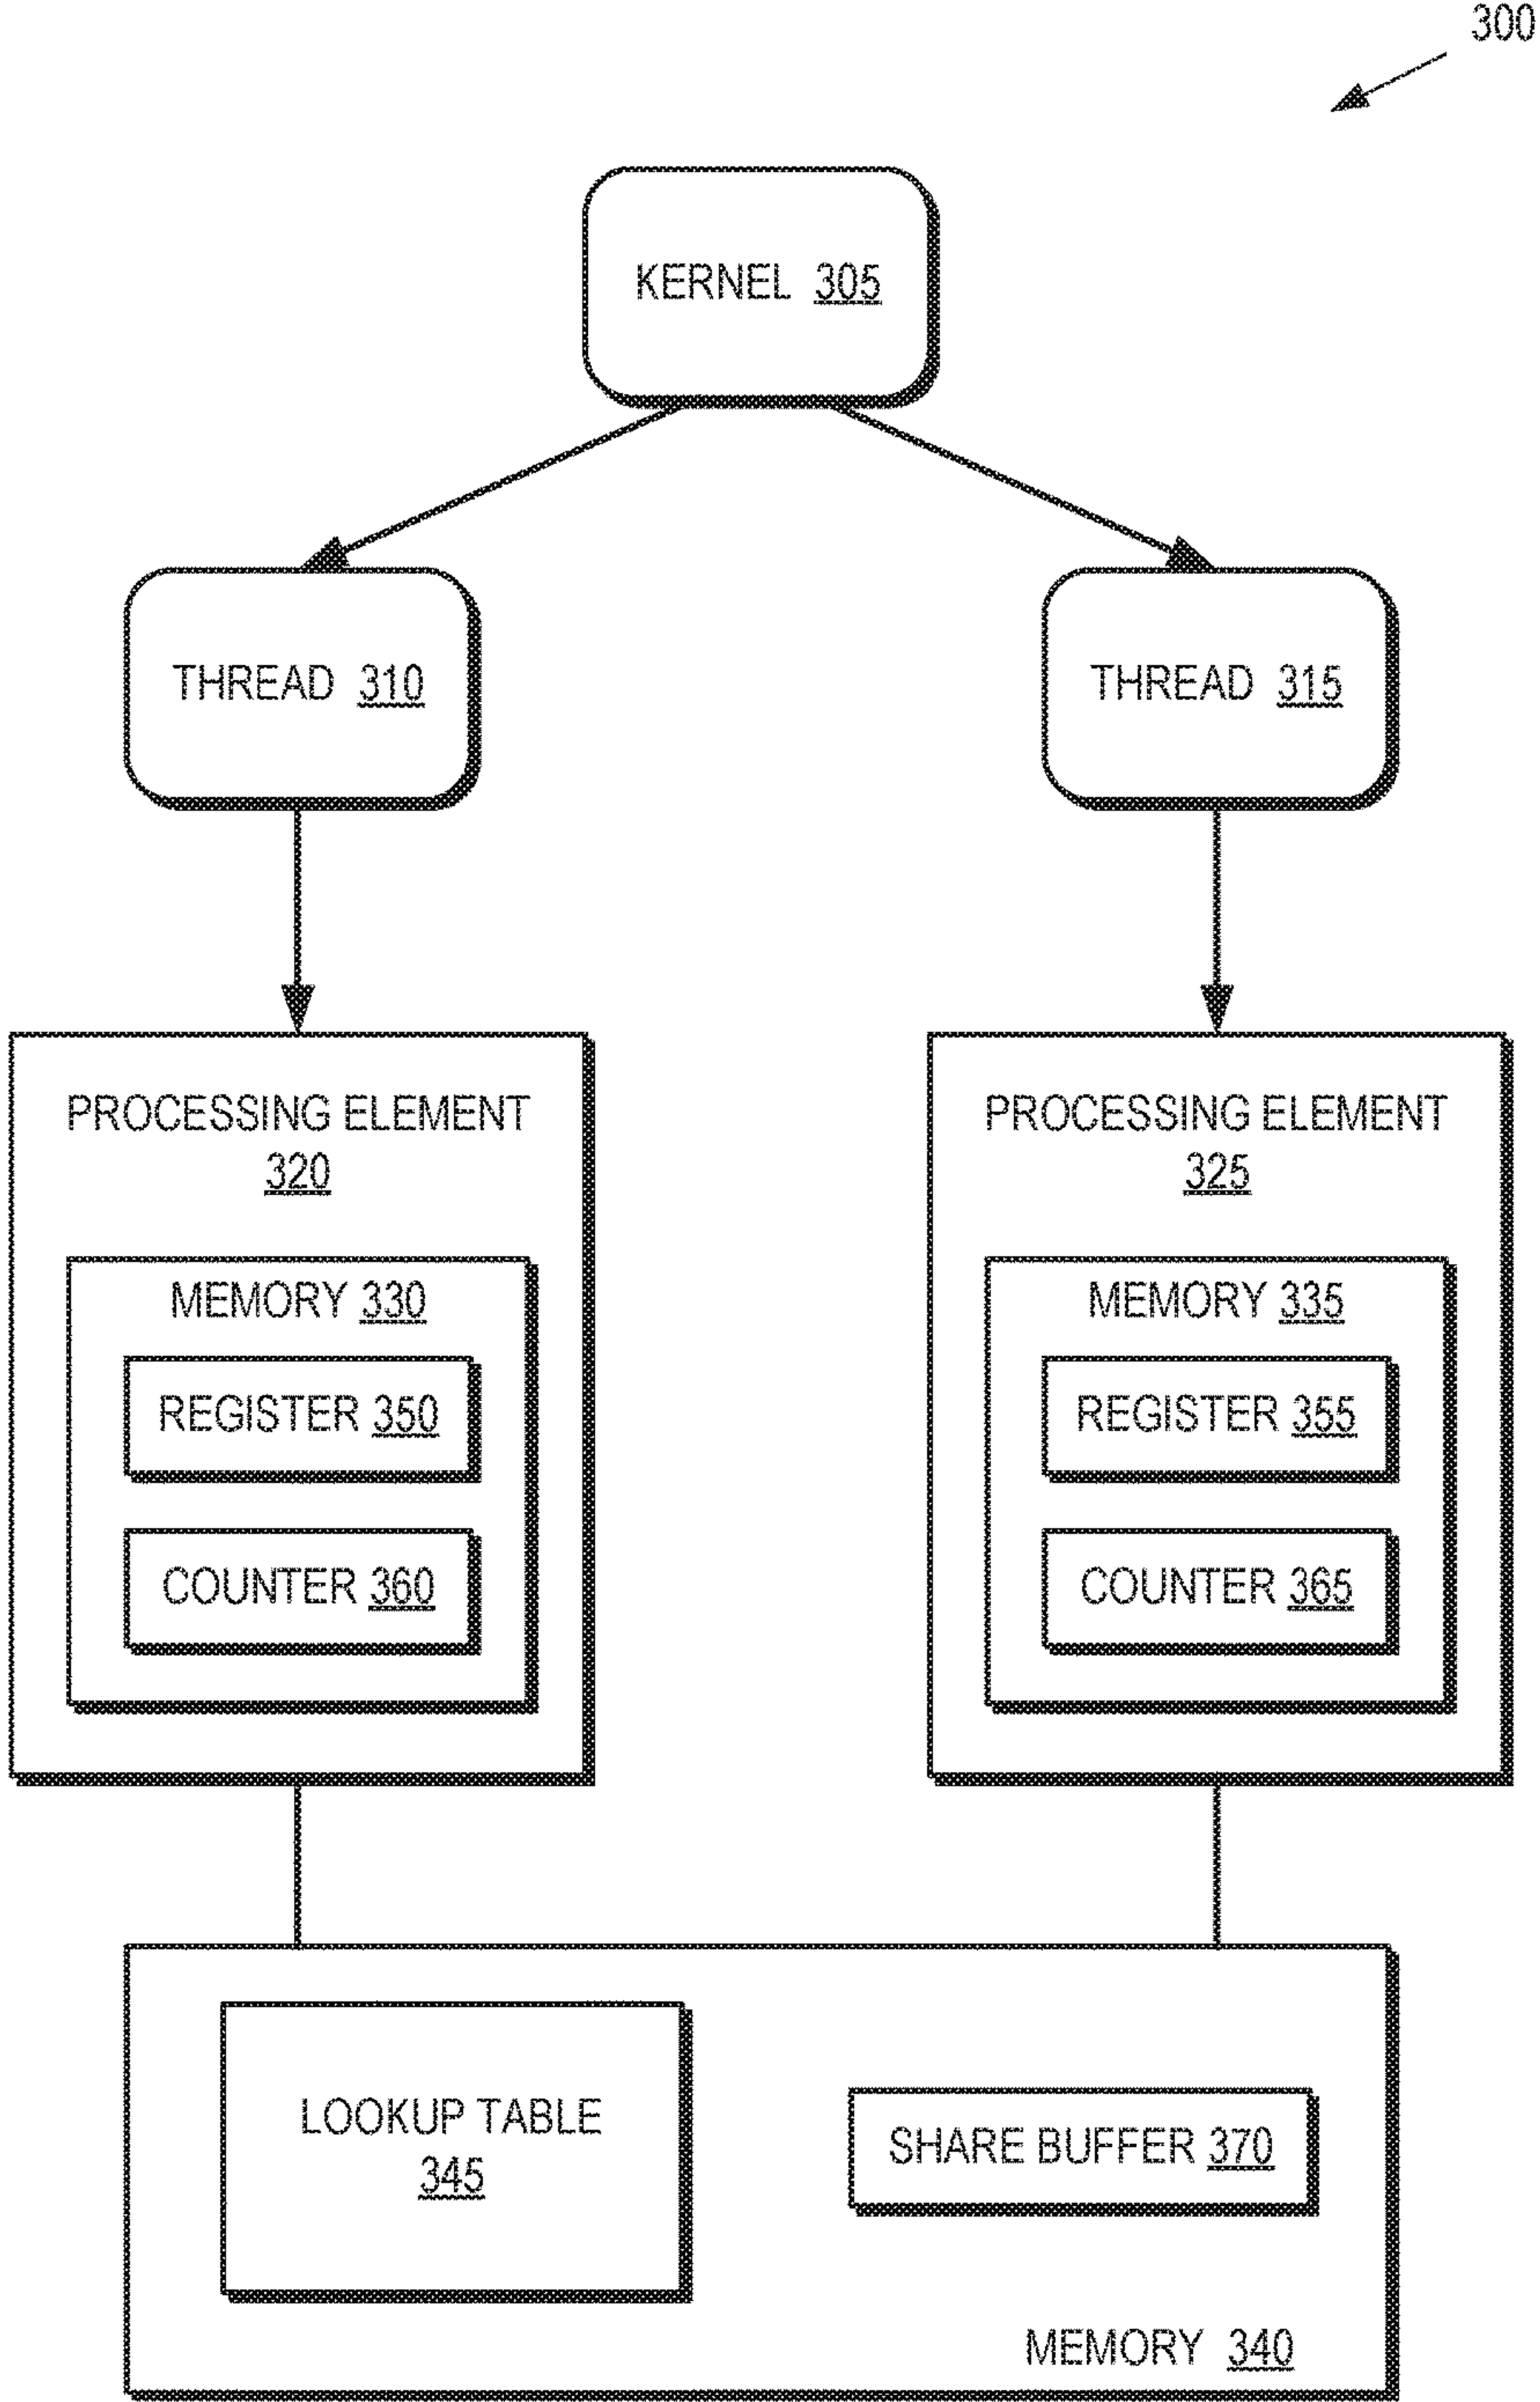 300
KERNEL 305
THREAD 310
THREAD 315
PROCESSING ELEMENT
320
MEMORY 330
REGISTER 350
COUNTER 360
PROCESSING ELEMENT
325
MEMORY 335
REGISTER 355
COUNTER 365
LOOKUP TABLE
345
SHARE BUFFER 370
MEMORY 340